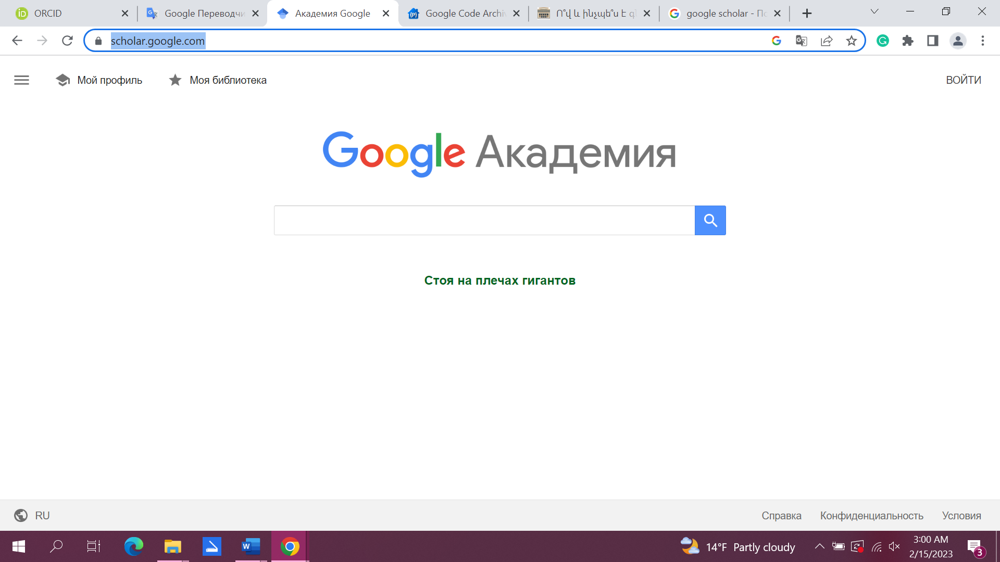 ORCID
Google Переводчи
Академия Google
Google Code Archiv
Ո՞վ և ինչպե՞ս է գ
google scholar - По
scholar.google.com
Мой профиль
Моя библиотека
ВОЙТИ
Google Академия
Стоя на плечах гигантов
RU
Справка
Конфиденциальность
Условия
14°F Partly cloudy
3:00 AM
2/15/2023
3